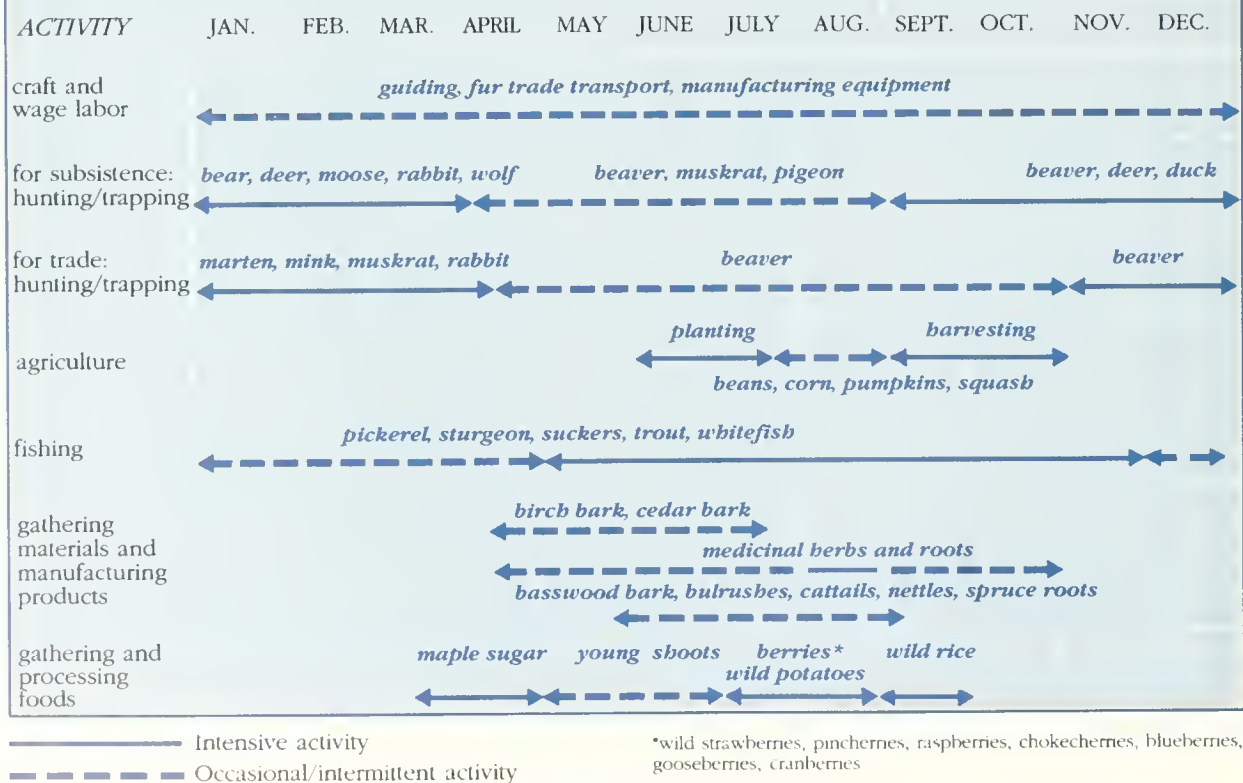 ACTIVITY JAN. FEB. MAR. APRIL MAY JUNE JULY AUG. SEPT. OCT. NOV. DEC.
craft and
wage labor
guiding, fur trade transport, manufacturing equipment
for subsistence:
hunting/trapping
bear, deer, moose, rabbit, wolf beaver, muskrat, pigeon beaver, deer, duck
for trade:
hunting/trapping
marten, mink, muskrat, rabbit beaver beaver
agriculture
planting harvesting
beans, corn, pumpkins, squash
fishing
pickerel, sturgeon, suckers, trout, whitefish
gathering
materials and
manufacturing
products
birch bark, cedar bark
medicinal herbs and roots
basswood bark, bulrushes, cattails, nettles, spruce roots
gathering and
processing
foods
maple sugar young shoots berries* wild rice
wild potatoes
Intensive activity
Occasional/intermittent activity
*wild strawberries, pincherries, raspberries, chokecherries, blueberries,
gooseberries, cranberries